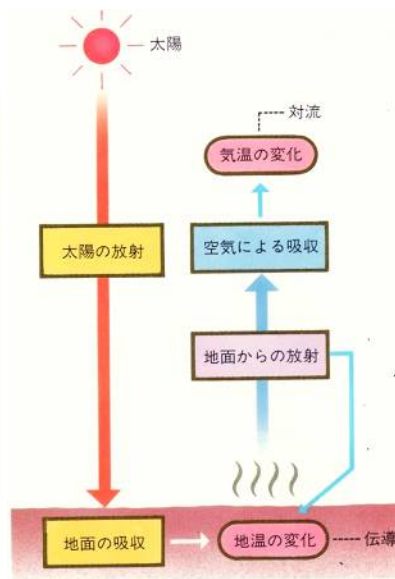 太陽
対流
気温の変化
太陽の放射
空気による吸収
地面からの放射
地面の吸収
地温の変化
伝導